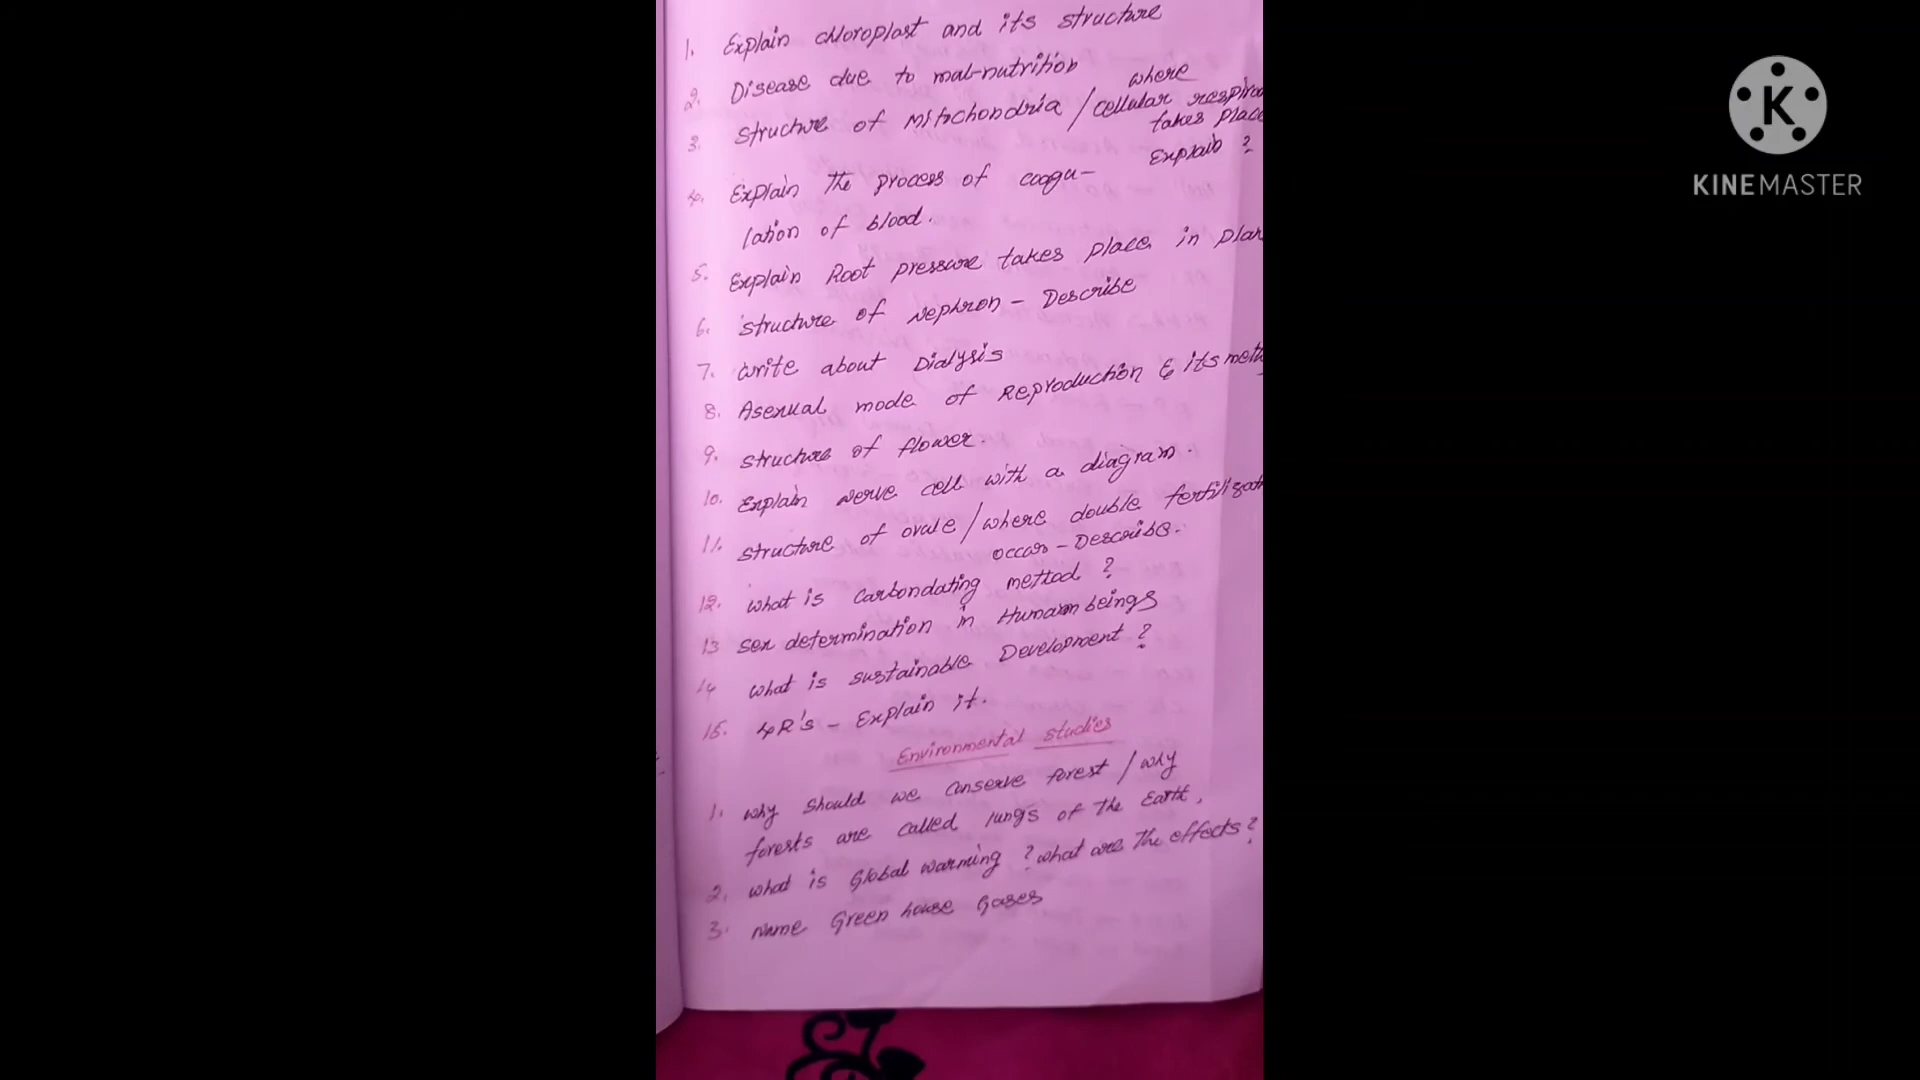 1. Explain chloroplast and its structure
2. Disease due to mal-nutrition
3. structure of Mitochondria / where cellular
takes place
Explain ?
4. Explain the process of coagu-
lation of blood.
5. Explain Root pressure takes place in
6. structure of Nephron - Describe
7. write about Dialysis
8. Asexual mode of Reproduction & its
9. structure of flower.
10. Explain nerve cell with a diagram.
11. structure of ovule / where double
occur - Describe.
12. what is Carbondating method ?
13 sex determination in Human beings
14 what is sustainable Development ?
15. 4R's - Explain it.
Environmental studies
1. why should we conserve forest / why
forests are called lungs of the Earth.
2. what is Global warming ? what are The effects ?
3. Name Green house Gases
K
KINEMASTER